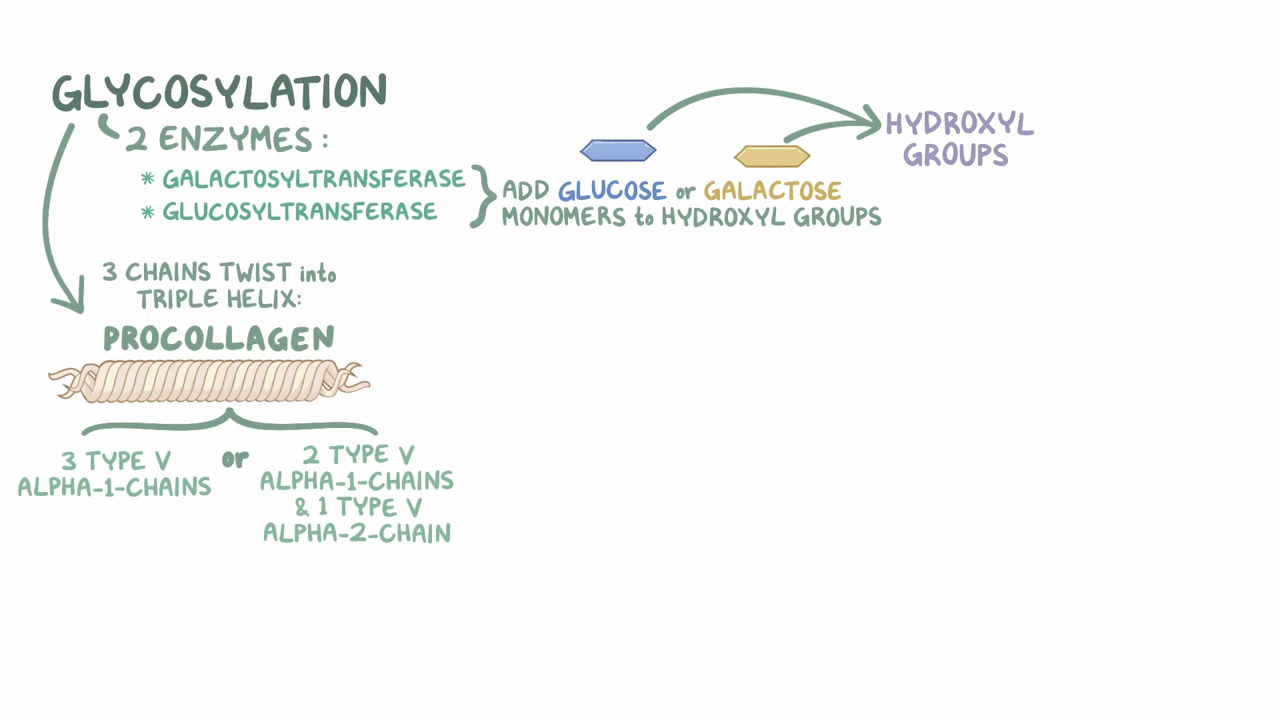 GLYCOSYLATION
2 ENZYMES :
* GALACTOSYLTRANSFERASE
* GLUCOSYLTRANSFERASE
ADD GLUCOSE or GALACTOSE
MONOMERS to HYDROXYL GROUPS
HYDROXYL
GROUPS
3 CHAINS TWIST into
TRIPLE HELIX:
PROCOLLAGEN
3 TYPE V
ALPHA-1-CHAINS
or
2 TYPE V
ALPHA-1-CHAINS
& 1 TYPE V
ALPHA-2-CHAIN